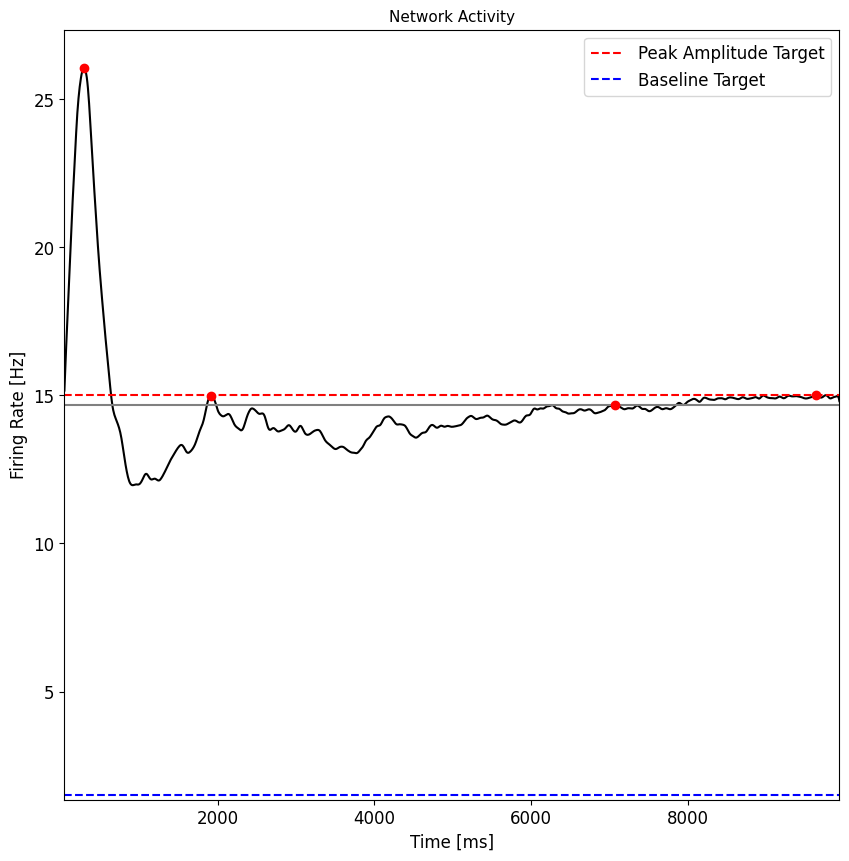 Network Activity
Peak Amplitude Target
Baseline Target
25
20
15
10
5
Firing Rate [Hz]
2000 4000 6000 8000
Time [ms]